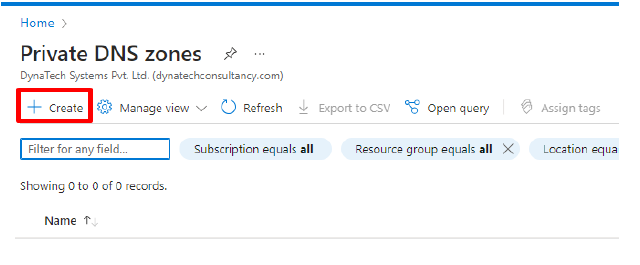 Home >
Private DNS zones ...
DynaTech Systems Pvt. Ltd. (dynatechconsultancy.com)
+ Create Manage view Refresh Export to CSV Open query Assign tags
Filter for any field... Subscription equals all Resource group equals all × Location equa
Showing 0 to 0 of 0 records.
Name ↑↓